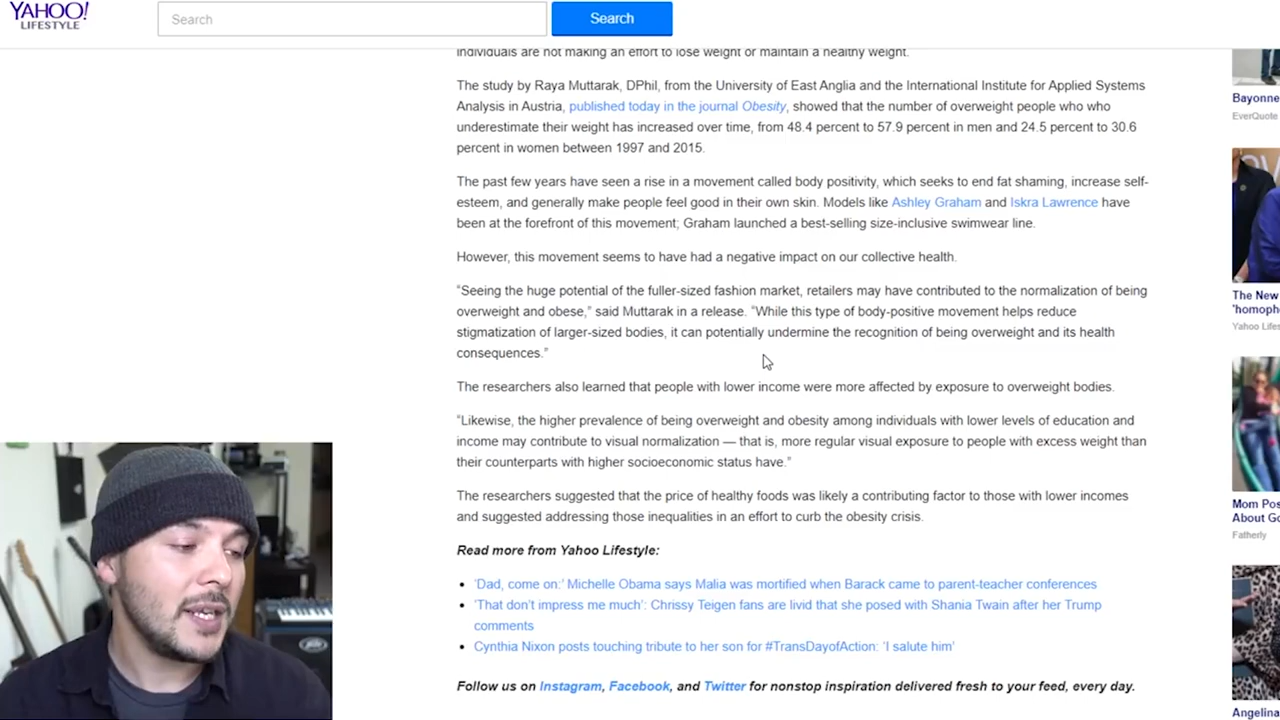 YAHOO!
LIFESTYLE
Search
Search
individuals are not making an effort to lose weight or maintain a healthy weight.
The study by Raya Muttarak, DPhil, from the University of East Anglia and the International Institute for Applied Systems
Analysis in Austria, published today in the journal Obesity, showed that the number of overweight people who who
underestimate their weight has increased over time, from 48.4 percent to 57.9 percent in men and 24.5 percent to 30.6
percent in women between 1997 and 2015.
The past few years have seen a rise in a movement called body positivity, which seeks to end fat shaming, increase self-
esteem, and generally make people feel good in their own skin. Models like Ashley Graham and Iskra Lawrence have
been at the forefront of this movement; Graham launched a best-selling size-inclusive swimwear line.
However, this movement seems to have had a negative impact on our collective health.
“Seeing the huge potential of the fuller-sized fashion market, retailers may have contributed to the normalization of being
overweight and obese,” said Muttarak in a release. “While this type of body-positive movement helps reduce
stigmatization of larger-sized bodies, it can potentially undermine the recognition of being overweight and its health
consequences.”
The researchers also learned that people with lower income were more affected by exposure to overweight bodies.
“Likewise, the higher prevalence of being overweight and obesity among individuals with lower levels of education and
income may contribute to visual normalization — that is, more regular visual exposure to people with excess weight than
their counterparts with higher socioeconomic status have.”
The researchers suggested that the price of healthy foods was likely a contributing factor to those with lower incomes
and suggested addressing those inequalities in an effort to curb the obesity crisis.
Read more from Yahoo Lifestyle:
• ‘Dad, come on:’ Michelle Obama says Malia was mortified when Barack came to parent-teacher conferences
• ‘That don’t impress me much’: Chrissy Teigen fans are livid that she posed with Shania Twain after her Trump
comments
• Cynthia Nixon posts touching tribute to her son for #TransDayofAction: ‘I salute him’
Follow us on Instagram, Facebook, and Twitter for nonstop inspiration delivered fresh to your feed, every day.
Bayonne
EverQuote
The New
'homoph
Yahoo Lifes
Mom Pos
About Go
Fatherly
Angelina